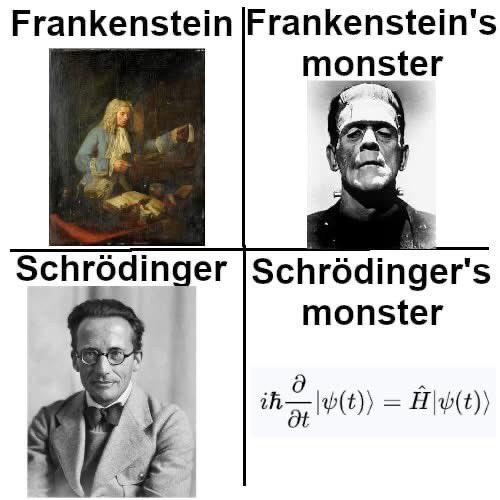 Frankenstein
Frankenstein's
monster
Schrödinger
Schrödinger's
monster
iħ ∂/∂t |ψ(t)⟩ = Ĥ|ψ(t)⟩